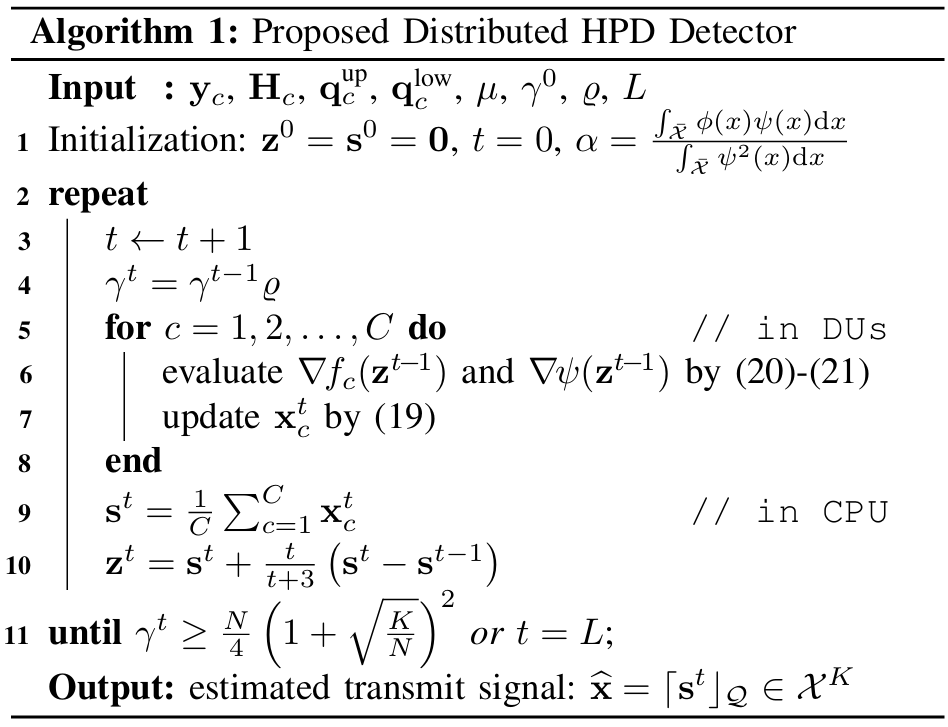 Algorithm 1: Proposed Distributed HPD Detector
Input : $\mathbf{y}_c$, $\mathbf{H}_c$, $\mathbf{q}_c^{\text{up}}$, $\mathbf{q}_c^{\text{low}}$, $\mu$, $\gamma^0$, $\varrho$, $L$
1 Initialization: $\mathbf{z}^0 = \mathbf{s}^0 = \mathbf{0}$, $t = 0$, $\alpha = \frac{\int_{\bar{\mathcal{X}}} \phi(x)\psi(x)\mathrm{d}x}{\int_{\bar{\mathcal{X}}} \psi^2(x)\mathrm{d}x}$
2 repeat
3 $t \leftarrow t + 1$
4 $\gamma^t = \gamma^{t-1}\varrho$
5 for $c = 1, 2, \ldots, C$ do // in DUs
6 evaluate $\nabla f_c(\mathbf{z}^{t-1})$ and $\nabla \psi(\mathbf{z}^{t-1})$ by (20)-(21)
7 update $\mathbf{x}_c^t$ by (19)
8 end
9 $\mathbf{s}^t = \frac{1}{C} \sum_{c=1}^{C} \mathbf{x}_c^t$ // in CPU
10 $\mathbf{z}^t = \mathbf{s}^t + \frac{t}{t+3} \left(\mathbf{s}^t - \mathbf{s}^{t-1}\right)$
11 until $\gamma^t \geq \frac{N}{4} \left(1 + \sqrt{\frac{K}{N}}\right)^2$ or $t = L$;
Output: estimated transmit signal: $\widehat{\mathbf{x}} = \lceil \mathbf{s}^t \rfloor_{\mathcal{Q}} \in \mathcal{X}^K$